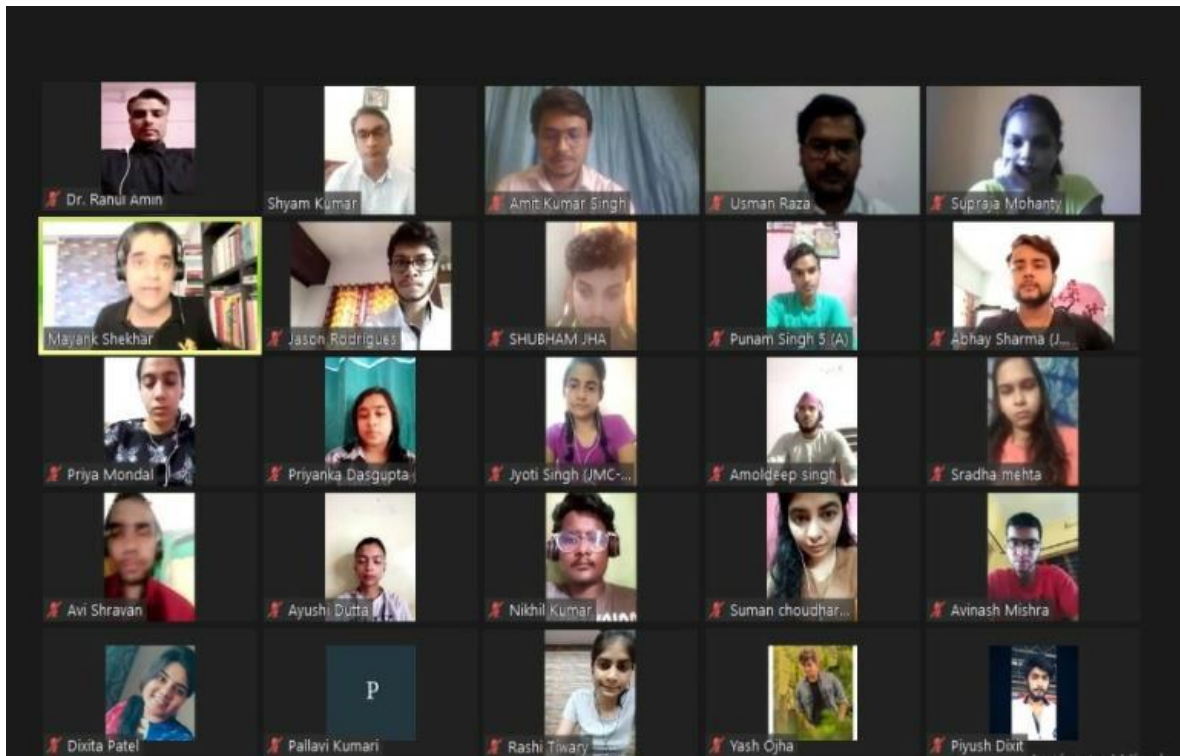 Dr. Ranul Amin
Shyam Kumar
Amit Kumar Singh
Usman Raza
Supraja Mohanty
Mayank Shekhar
Jason Rodrigues
SHUBHAM JHA
Punam Singh 5 (A)
Abhay Sharma (J...
Priya Mondal
Priyanka Dasgupta
Jyoti Singh (JMC-...
Amoldeep singh
Sradha mehta
Avi Shravan
Ayushi Dutta
Nikhil Kumar
Suman choudhar...
Avinash Mishra
Dixita Patel
P
Pallavi Kumari
Rashi Tiwary
Yash Ojha
Piyush Dixit